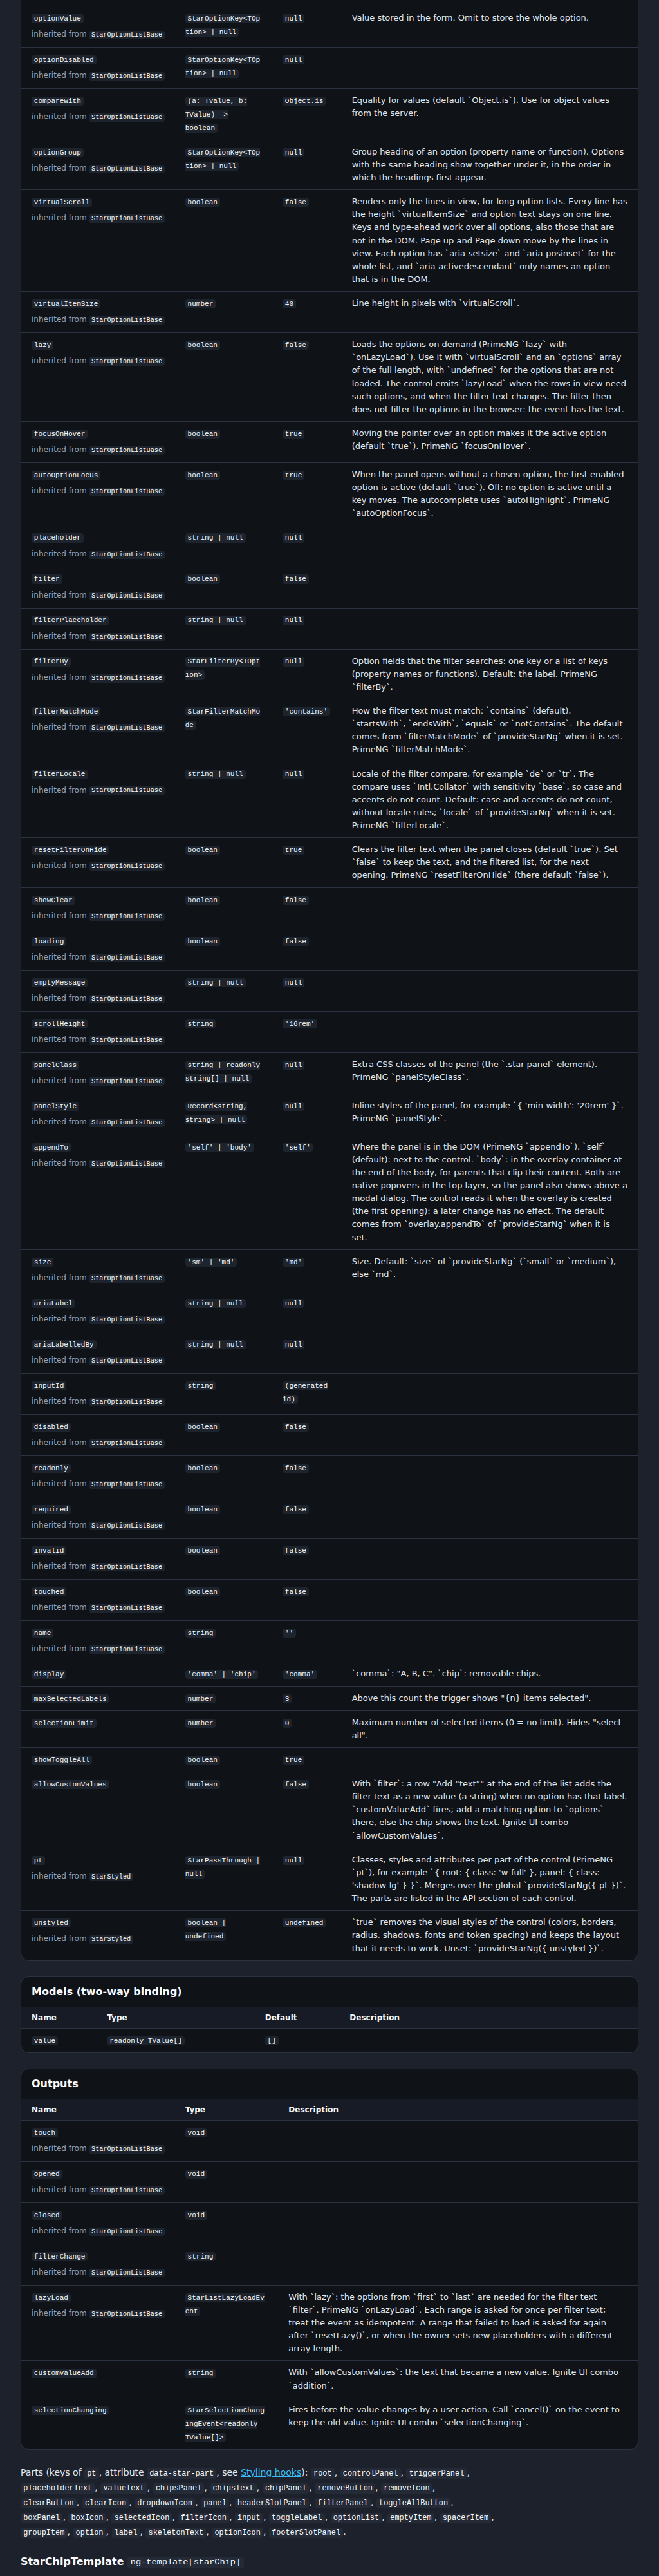 optionValue
inherited from StarOptionListBase
StarOptionKey<TOp
tion> | null
null
Value stored in the form. Omit to store the whole option.
optionDisabled
inherited from StarOptionListBase
StarOptionKey<TOp
tion> | null
null
compareWith
inherited from StarOptionListBase
(a: TValue, b:
TValue) =>
boolean
Object.is
Equality for values (default `Object.is`). Use for object values
from the server.
optionGroup
inherited from StarOptionListBase
StarOptionKey<TOp
tion> | null
null
Group heading of an option (property name or function). Options
with the same heading show together under it, in the order in
which the headings first appear.
virtualScroll
inherited from StarOptionListBase
boolean
false
Renders only the lines in view, for long option lists. Every line has
the height `virtualItemSize` and option text stays on one line.
Keys and type-ahead work over all options, also those that are
not in the DOM. Page up and Page down move by the lines in
view. Each option has `aria-setsize` and `aria-posinset` for the
whole list, and `aria-activedescendant` only names an option
that is in the DOM.
virtualItemSize
inherited from StarOptionListBase
number
40
Line height in pixels with `virtualScroll`.
lazy
inherited from StarOptionListBase
boolean
false
Loads the options on demand (PrimeNG `lazy` with
`onLazyLoad`). Use it with `virtualScroll` and an `options` array
of the full length, with `undefined` for the options that are not
loaded. The control emits `lazyLoad` when the rows in view need
such options, and when the filter text changes. The filter then
does not filter the options in the browser: the event has the text.
focusOnHover
inherited from StarOptionListBase
boolean
true
Moving the pointer over an option makes it the active option
(default `true`). PrimeNG `focusOnHover`.
autoOptionFocus
inherited from StarOptionListBase
boolean
true
When the panel opens without a chosen option, the first enabled
option is active (default `true`). Off: no option is active until a
key moves. The autocomplete uses `autoHighlight`. PrimeNG
`autoOptionFocus`.
placeholder
inherited from StarOptionListBase
string | null
null
filter
inherited from StarOptionListBase
boolean
false
filterPlaceholder
inherited from StarOptionListBase
string | null
null
filterBy
inherited from StarOptionListBase
StarFilterBy<TOpt
ion>
null
Option fields that the filter searches: one key or a list of keys
(property names or functions). Default: the label. PrimeNG
`filterBy`.
filterMatchMode
inherited from StarOptionListBase
StarFilterMatchMo
de
'contains'
How the filter text must match: `contains` (default),
`startsWith`, `endsWith`, `equals` or `notContains`. The default
comes from `filterMatchMode` of `provideStarNg` when it is set.
PrimeNG `filterMatchMode`.
filterLocale
inherited from StarOptionListBase
string | null
null
Locale of the filter compare, for example `de` or `tr`. The
compare uses `Intl.Collator` with sensitivity `base`, so case and
accents do not count. Default: case and accents do not count,
without locale rules; `locale` of `provideStarNg` when it is set.
PrimeNG `filterLocale`.
resetFilterOnHide
inherited from StarOptionListBase
boolean
true
Clears the filter text when the panel closes (default `true`). Set
`false` to keep the text, and the filtered list, for the next
opening. PrimeNG `resetFilterOnHide` (there default `false`).
showClear
inherited from StarOptionListBase
boolean
false
loading
inherited from StarOptionListBase
boolean
false
emptyMessage
inherited from StarOptionListBase
string | null
null
scrollHeight
inherited from StarOptionListBase
string
'16rem'
panelClass
inherited from StarOptionListBase
string | readonly
string[] | null
null
Extra CSS classes of the panel (the `.star-panel` element).
PrimeNG `panelStyleClass`.
panelStyle
inherited from StarOptionListBase
Record<string,
string> | null
null
Inline styles of the panel, for example `{ 'min-width': '20rem' }`.
PrimeNG `panelStyle`.
appendTo
inherited from StarOptionListBase
'self' | 'body'
'self'
Where the panel is in the DOM (PrimeNG `appendTo`). `self`
(default): next to the control. `body`: in the overlay container at
the end of the body, for parents that clip their content. Both are
native popovers in the top layer, so the panel also shows above a
modal dialog. The control reads it when the overlay is created
(the first opening): a later change has no effect. The default
comes from `overlay.appendTo` of `provideStarNg` when it is
set.
size
inherited from StarOptionListBase
'sm' | 'md'
'md'
Size. Default: `size` of `provideStarNg` (`small` or `medium`),
else `md`.
ariaLabel
inherited from StarOptionListBase
string | null
null
ariaLabelledBy
inherited from StarOptionListBase
string | null
null
inputId
inherited from StarOptionListBase
string
(generated
id)
disabled
inherited from StarOptionListBase
boolean
false
readonly
inherited from StarOptionListBase
boolean
false
required
inherited from StarOptionListBase
boolean
false
invalid
inherited from StarOptionListBase
boolean
false
touched
inherited from StarOptionListBase
boolean
false
name
inherited from StarOptionListBase
string
''
display
'comma' | 'chip'
'comma'
`comma`: "A, B, C". `chip`: removable chips.
maxSelectedLabels
number
3
Above this count the trigger shows "{n} items selected".
selectionLimit
number
0
Maximum number of selected items (0 = no limit). Hides "select
all".
showToggleAll
boolean
true
allowCustomValues
boolean
false
With `filter`: a row "Add “text”" at the end of the list adds the
filter text as a new value (a string) when no option has that label.
`customValueAdd` fires; add a matching option to `options`
there, else the chip shows the text. Ignite UI combo
`allowCustomValues`.
pt
inherited from StarStyled
StarPassThrough |
null
null
Classes, styles and attributes per part of the control (PrimeNG
`pt`), for example `{ root: { class: 'w-full' }, panel: { class:
'shadow-lg' } }`. Merges over the global `provideStarNg({ pt })`.
The parts are listed in the API section of each control.
unstyled
inherited from StarStyled
boolean |
undefined
undefined
`true` removes the visual styles of the control (colors, borders,
radius, shadows, fonts and token spacing) and keeps the layout
that it needs to work. Unset: `provideStarNg({ unstyled })`.
Models (two-way binding)
Name Type Default Description
value readonly TValue[] []
Outputs
Name Type Description
touch
inherited from StarOptionListBase
void
opened
inherited from StarOptionListBase
void
closed
inherited from StarOptionListBase
void
filterChange
inherited from StarOptionListBase
string
lazyLoad
inherited from StarOptionListBase
StarListLazyLoadEv
ent
With `lazy`: the options from `first` to `last` are needed for the filter text
`filter`. PrimeNG `onLazyLoad`. Each range is asked for once per filter text;
treat the event as idempotent. A range that failed to load is asked for again
after `resetLazy()`, or when the owner sets new placeholders with a different
array length.
customValueAdd
string
With `allowCustomValues`: the text that became a new value. Ignite UI combo
`addition`.
selectionChanging
StarSelectionChang
ingEvent<readonly
TValue[]>
Fires before the value changes by a user action. Call `cancel()` on the event to
keep the old value. Ignite UI combo `selectionChanging`.
Parts (keys of pt, attribute data-star-part, see Styling hooks): root, controlPanel, triggerPanel,
placeholderText, valueText, chipsPanel, chipsText, chipPanel, removeButton, removeIcon,
clearButton, clearIcon, dropdownIcon, panel, headerSlotPanel, filterPanel, toggleAllButton,
boxPanel, boxIcon, selectedIcon, filterIcon, input, toggleLabel, optionList, emptyItem, spacerItem,
groupItem, option, label, skeletonText, optionIcon, footerSlotPanel.
StarChipTemplate ng-template[starChip]